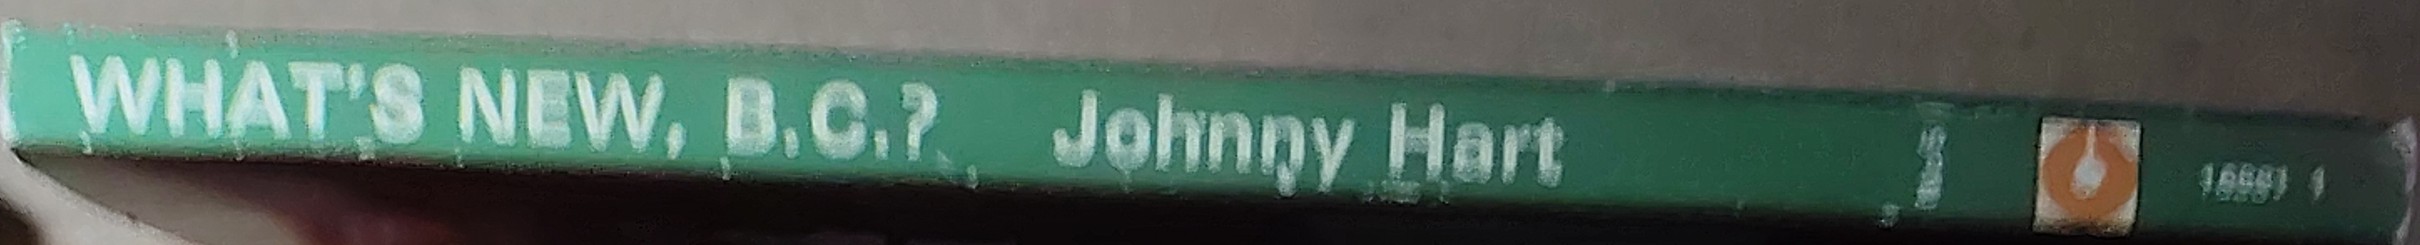 WHAT'S NEW, B.C.? Johnny Hart